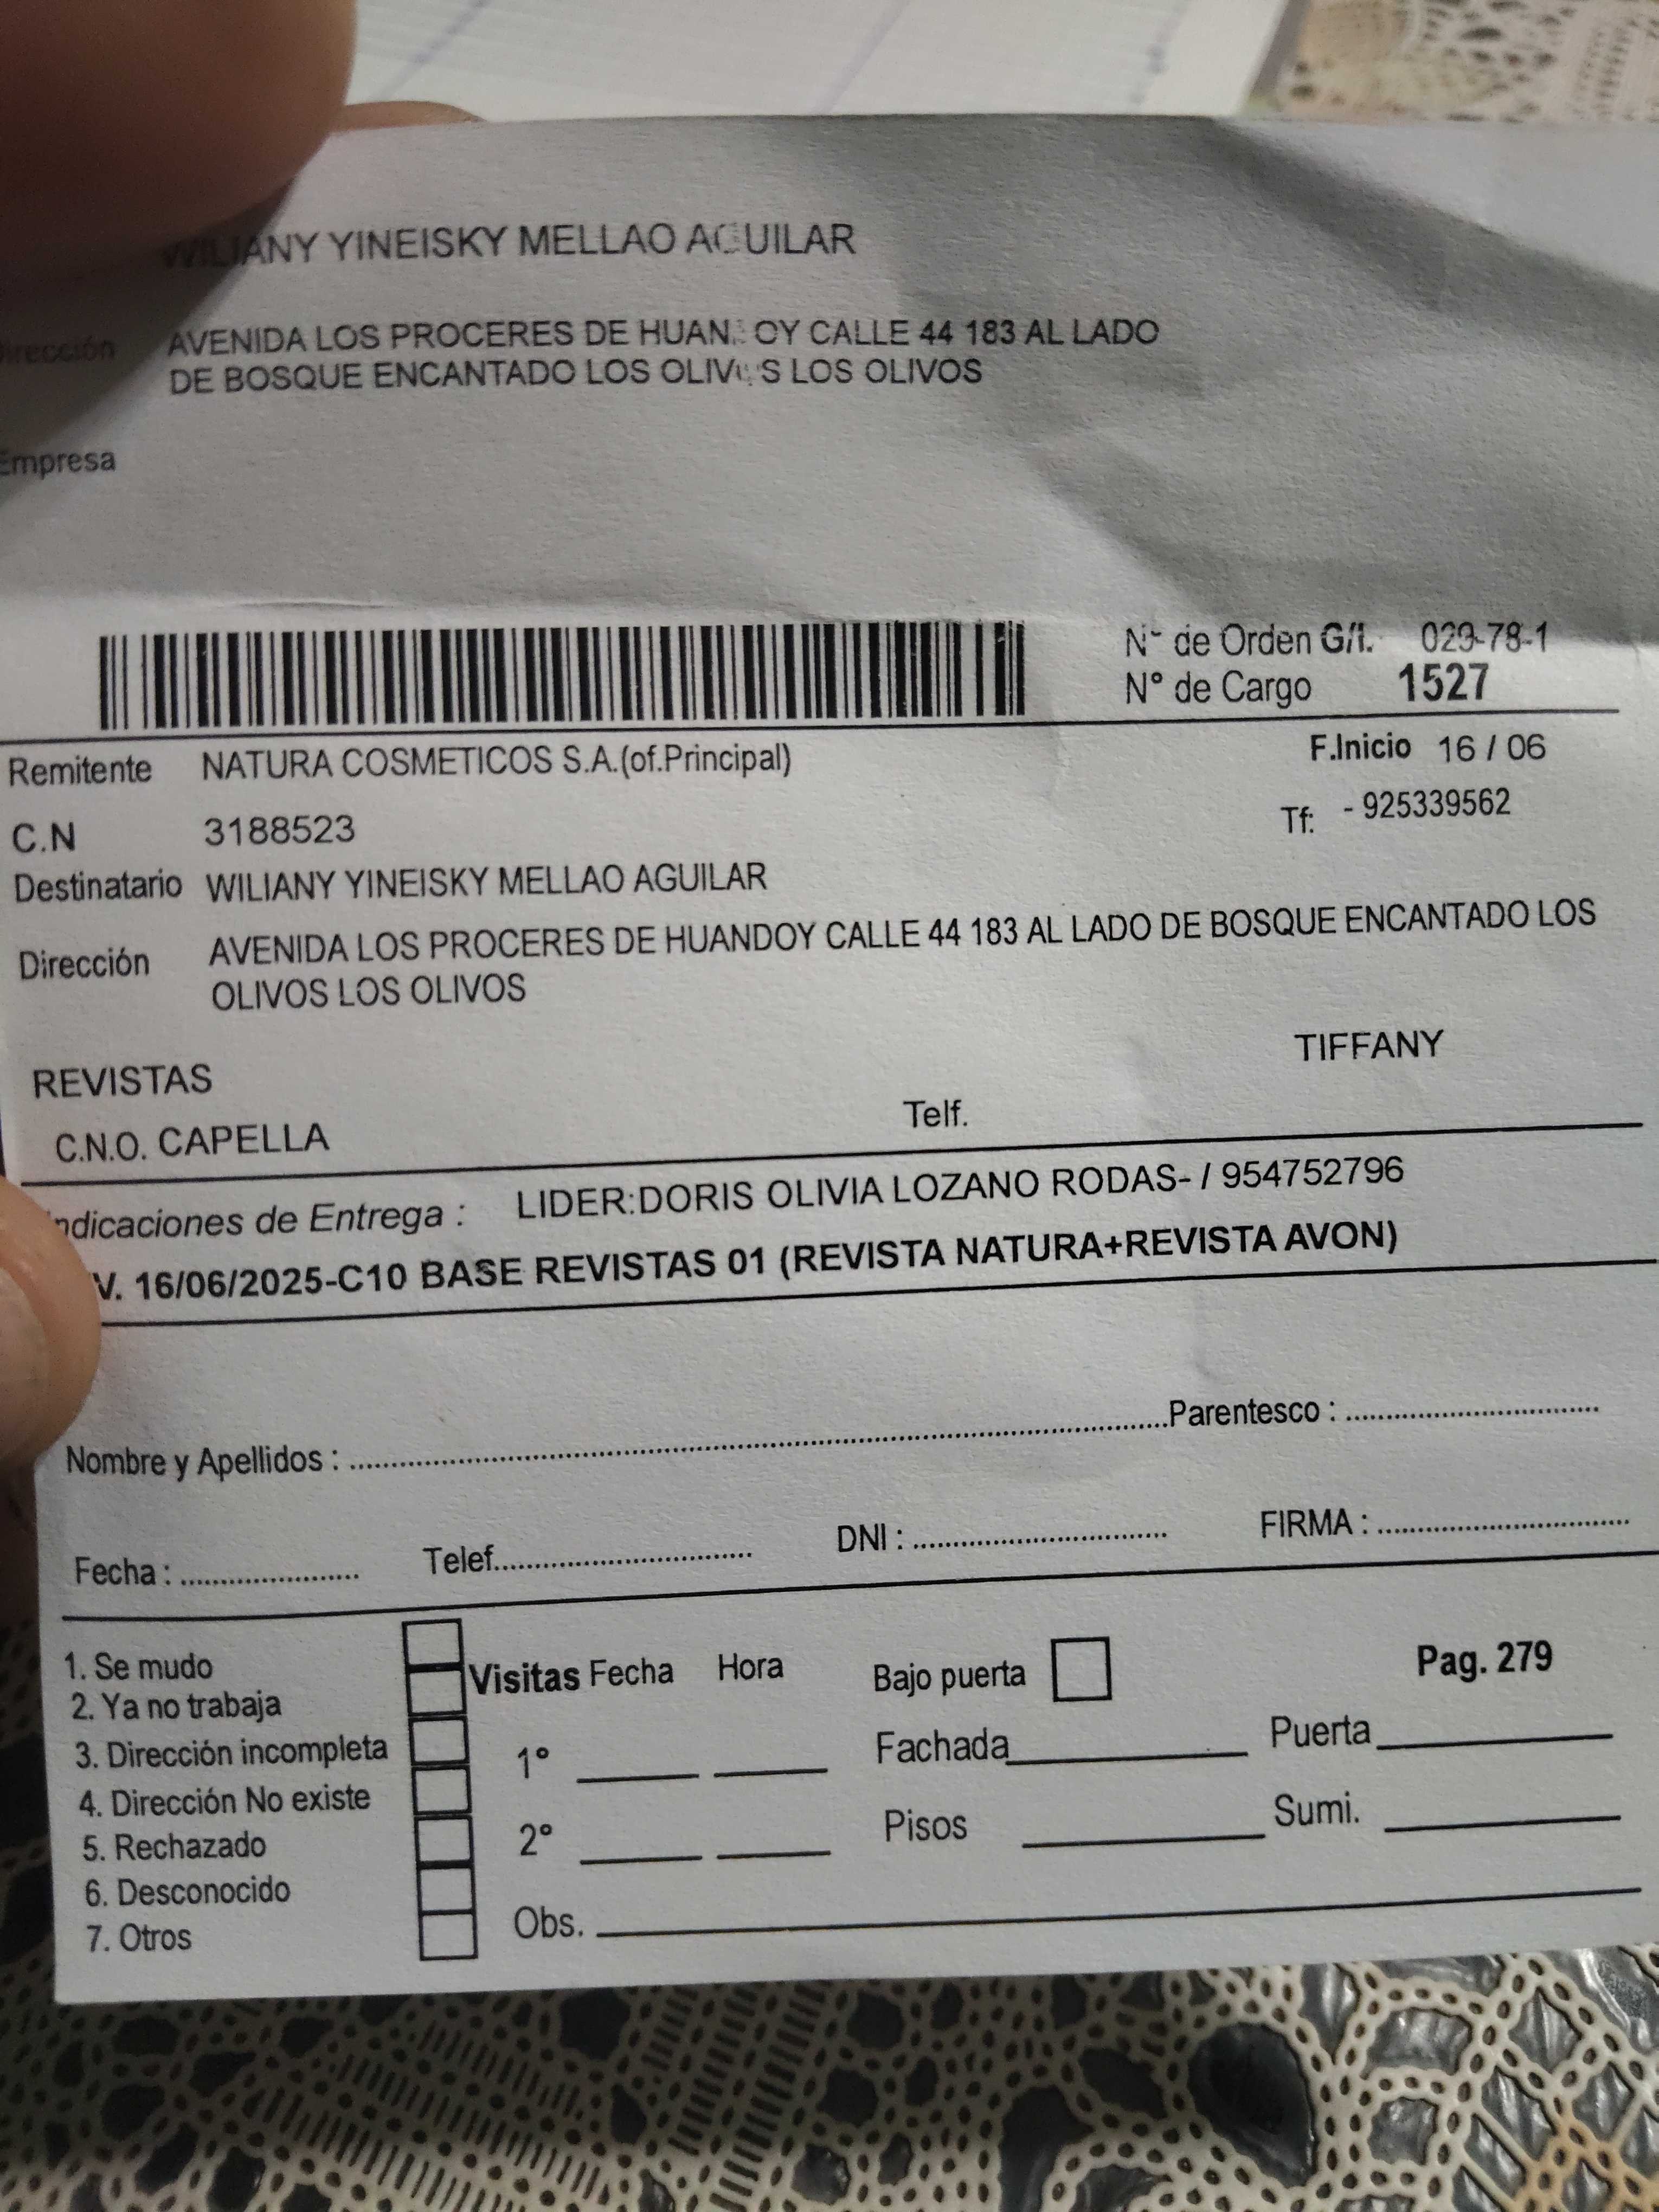 WILIANY YINEISKY MELLAO AGUILAR
Dirección AVENIDA LOS PROCERES DE HUANDOY CALLE 44 183 AL LADO
DE BOSQUE ENCANTADO LOS OLIVOS LOS OLIVOS
Empresa
N° de Orden G/I. 029-78-1
N° de Cargo 1527
Remitente NATURA COSMETICOS S.A.(of.Principal) F.Inicio 16 / 06
C.N 3188523 Tf: - 925339562
Destinatario WILIANY YINEISKY MELLAO AGUILAR
Dirección AVENIDA LOS PROCERES DE HUANDOY CALLE 44 183 AL LADO DE BOSQUE ENCANTADO LOS
OLIVOS LOS OLIVOS
REVISTAS TIFFANY
C.N.O. CAPELLA Telf.
Indicaciones de Entrega : LIDER:DORIS OLIVIA LOZANO RODAS- / 954752796
V. 16/06/2025-C10 BASE REVISTAS 01 (REVISTA NATURA+REVISTA AVON)
Nombre y Apellidos : Parentesco :
Fecha : Telef. DNI : FIRMA :
1. Se mudo Visitas Fecha Hora Bajo puerta Pag. 279
2. Ya no trabaja
3. Dirección incompleta 1° Fachada Puerta
4. Dirección No existe
5. Rechazado 2° Pisos Sumi.
6. Desconocido
7. Otros Obs.